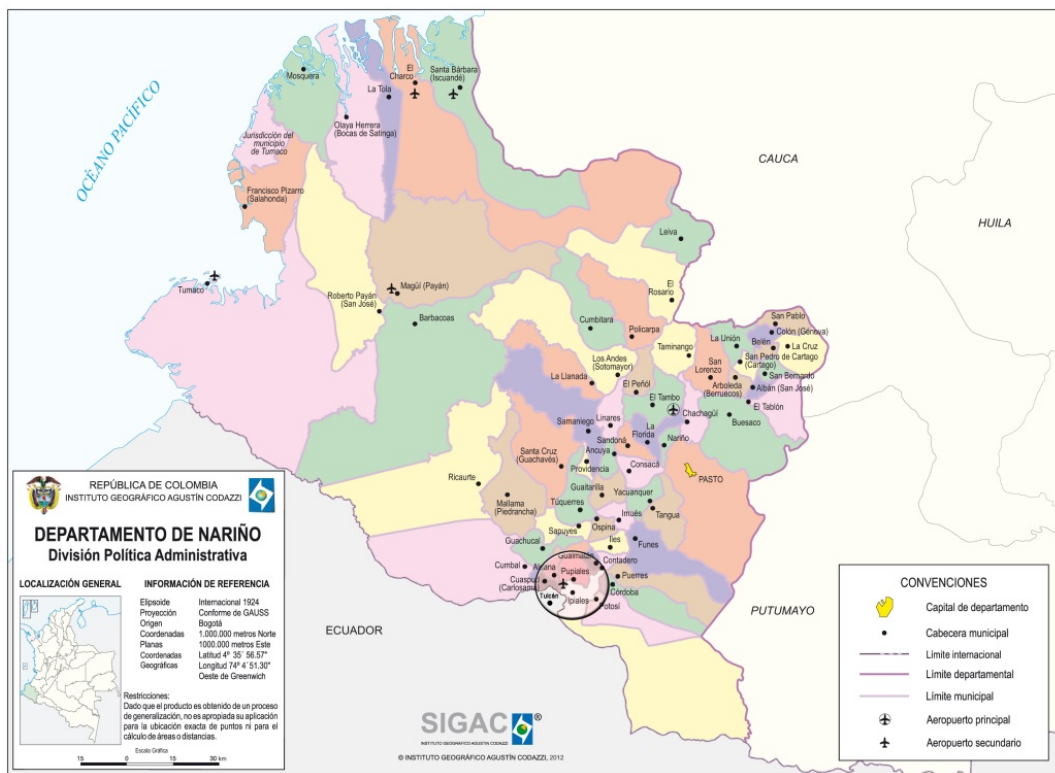 OCÉANO PACÍFICO
Mosquera
El
Charco
Santa Bárbara
(Iscuandé)
La Tola
Olaya Herrera
(Bocas de Satinga)
Jurisdicción del
municipio
de Tumaco
Francisco Pizarro
(Salahonda)
CAUCA
HUILA
Leiva
Tumaco
Magüí (Payán)
Roberto Payán
(San José)
Barbacoas
El
Rosario
Cumbitara
Policarpa
San Pablo
Colón (Génova)
La Unión
Belén
La Cruz
Taminango
San Pedro de Cartago
(Cartago)
Los Andes
(Sotomayor)
San
Lorenzo
San Bernardo
La Llanada
El Peñól
Arboleda
(Berruecos)
Albán (San José)
El Tambo
El Tablón
Linares
Chachagüí
Buesaco
Samaniego
La
Florida
Sandoná
Nariño
Ancuya
Santa Cruz
(Guachavés)
Providencia
Consacá
PASTO
Ricaurte
Guaitarilla
Mallama
(Piedrancha)
Yacuanquer
Túquerres
Tangua
Imués
Ospina
Sapuyes
Funes
Iles
Guachucal
Gualmatán
Contadero
Cumbal
Aldana
Pupiales
Cuaspud
(Carlosama)
Puerres
Córdoba
Ipiales
Tulcán
Potosí
ECUADOR
PUTUMAYO
REPÚBLICA DE COLOMBIA
INSTITUTO GEOGRÁFICO AGUSTÍN CODAZZI
DEPARTAMENTO DE NARIÑO
División Política Administrativa
LOCALIZACIÓN GENERAL
INFORMACIÓN DE REFERENCIA
Elipsoide Internacional 1924
Proyección Conforme de GAUSS
Origen Bogotá
Coordenadas 1.000.000 metros Norte
Planas 1000.000 metros Este
Coordenadas Latitud 4º 35´ 56.57"
Geográficas Longitud 74º 4´ 51.30"
Oeste de Greenwich
Restricciones:
Dado que el producto es obtenido de un proceso
de generalización, no es apropiada su aplicación
para la ubicación exacta de puntos ni para el
cálculo de áreas o distancias.
Escala Gráfica
15 0 15 30 km
SIGAC ®
INSTITUTO GEOGRAFICO AGUSTIN CODAZZI
© INSTITUTO GEOGRÁFICO AGUSTÍN CODAZZI, 2012
CONVENCIONES
Capital de departamento
Cabecera municipal
Límite internacional
Límite departamental
Límite municipal
Aeropuerto principal
Aeropuerto secundario